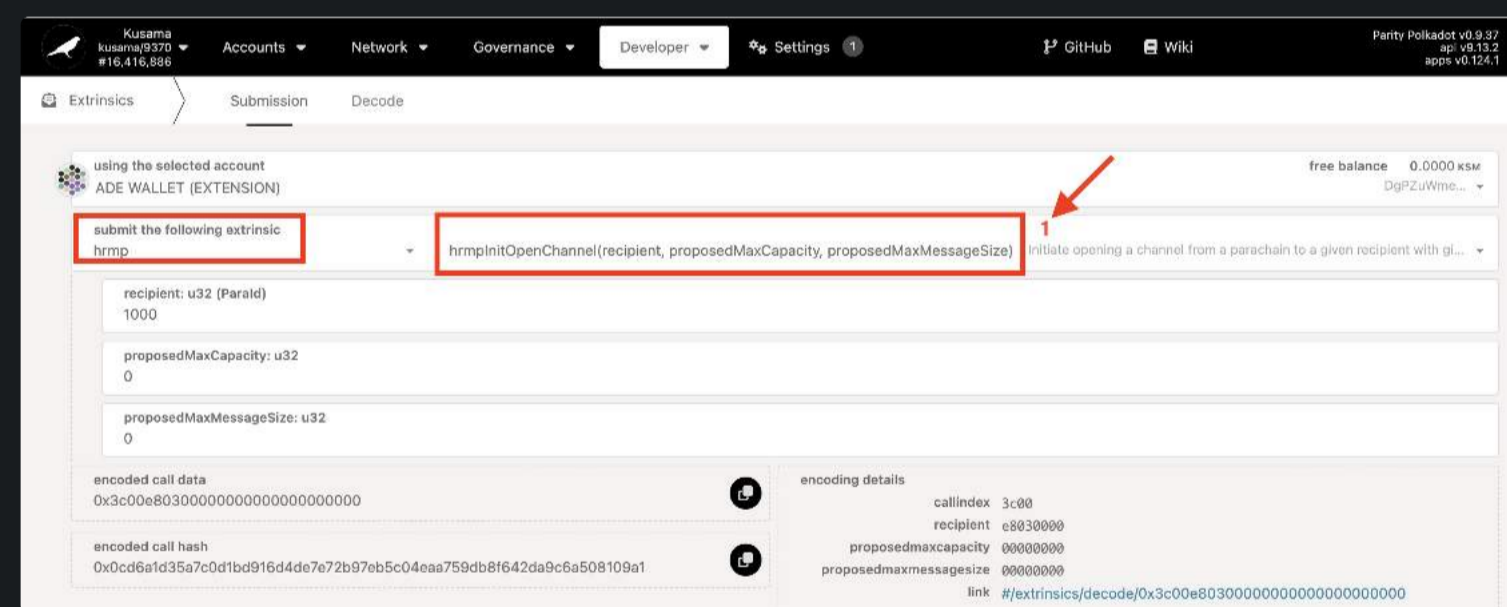 Kusama
kusama/9370
#16,416,886
Accounts
Network
Governance
Developer
Settings 1
GitHub
Wiki
Parity Polkadot v0.9.37
api v9.13.2
apps v0.124.1
Extrinsics
Submission
Decode
using the selected account
ADE WALLET (EXTENSION)
free balance 0.0000 KSM
DgPZuWme...
submit the following extrinsic
hrmp
hrmpInitOpenChannel(recipient, proposedMaxCapacity, proposedMaxMessageSize)
1
Initiate opening a channel from a parachain to a given recipient with gi...
recipient: u32 (ParaId)
1000
proposedMaxCapacity: u32
0
proposedMaxMessageSize: u32
0
encoded call data
0x3c00e80300000000000000000000
encoded call hash
0x0cd6a1d35a7c0d1bd916d4de7e72b97eb5c04eaa759db8f642da9c6a508109a1
encoding details
callindex 3c00
recipient e8030000
proposedmaxcapacity 00000000
proposedmaxmessagesize 00000000
link #/extrinsics/decode/0x3c00e80300000000000000000000